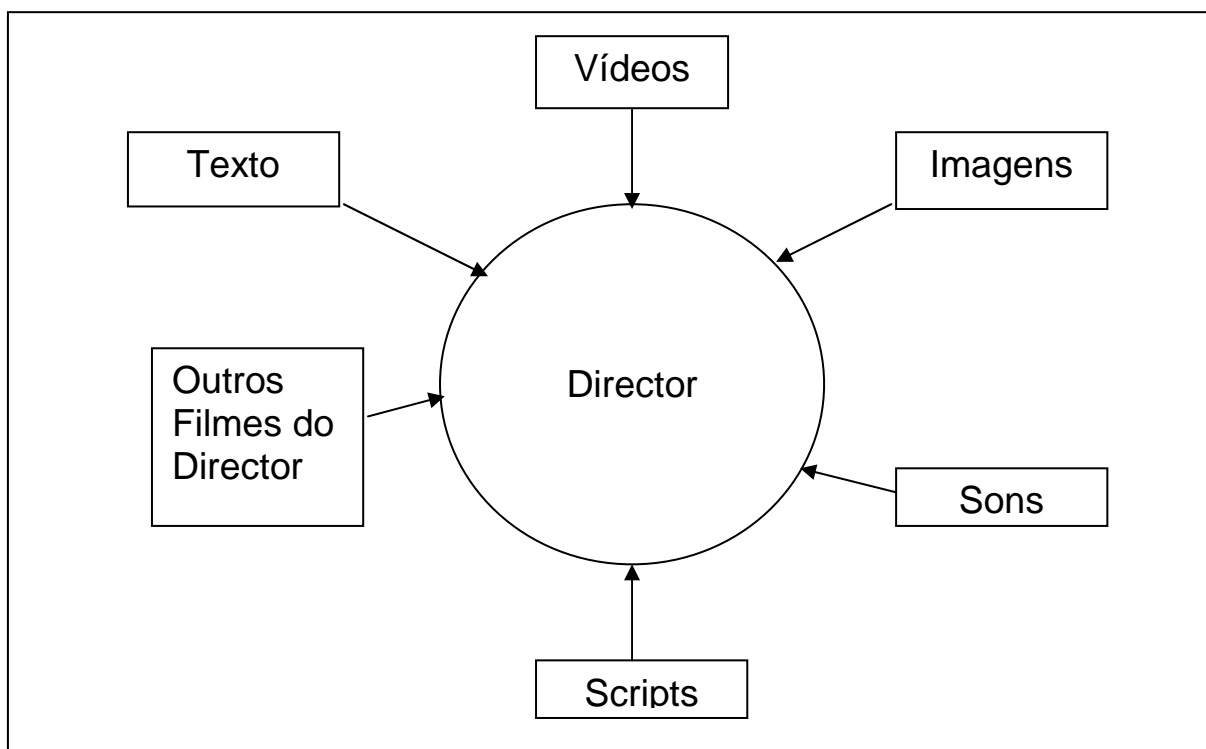 Vídeos
Texto
Imagens
Outros
Filmes do
Director
Director
Sons
Scripts